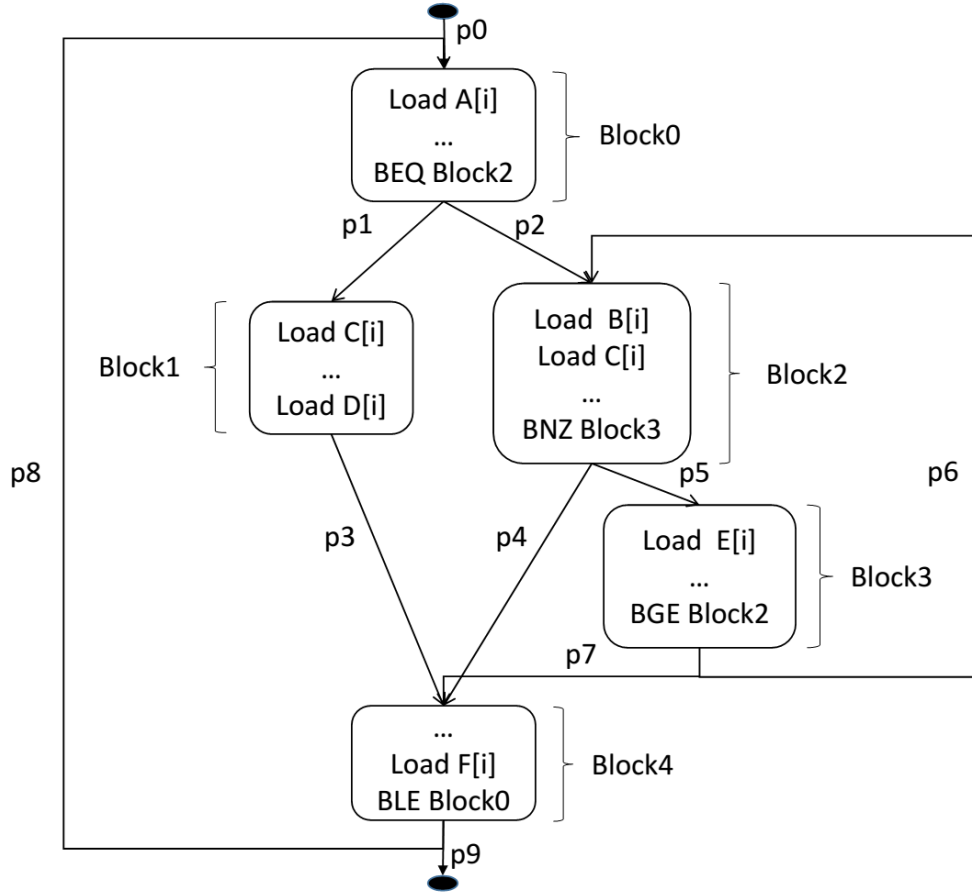 p0
Load A[i]
...
BEQ Block2
Block0
p1
p2
Load C[i]
...
Load D[i]
Block1
Load  B[i]
Load C[i]
...
BNZ Block3
Block2
p8
p3
p4
p5
p6
Load  E[i]
...
BGE Block2
Block3
p7
...
Load F[i]
BLE Block0
Block4
p9